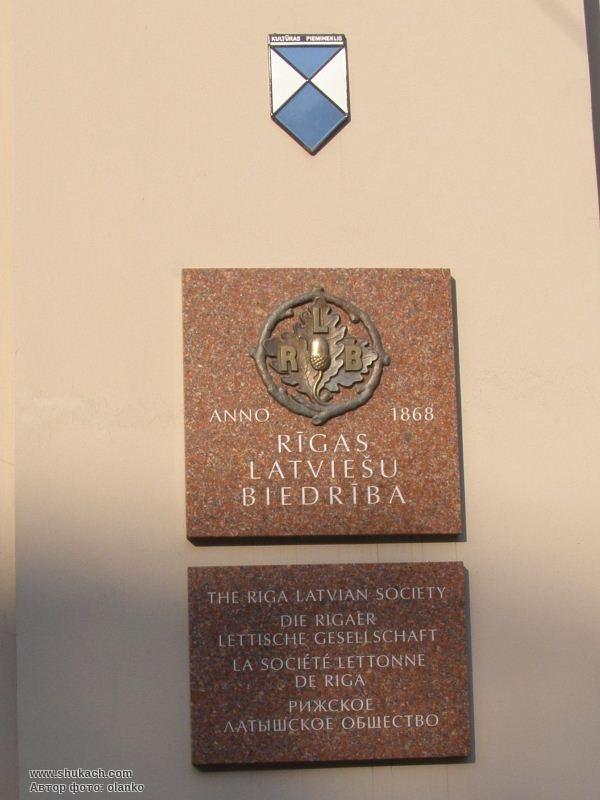 KULTŪRAS PIEMINEKLIS
L
R B
ANNO 1868
RĪGAS
LATVIEŠU
BIEDRĪBA
THE RIGA LATVIAN SOCIETY
DIE RIGAER
LETTISCHE GESELLSCHAFT
LA SOCIÉTÉ LETTONNE
DE RIGA
РИЖСКОЕ
ЛАТЫШСКОЕ ОБЩЕСТВО
www.shukach.com
Автор фото: olanko